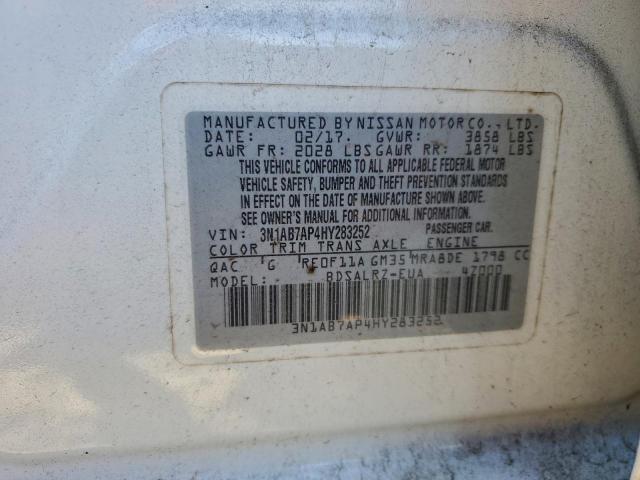 MANUFACTURED BY NISSAN MOTOR CO., LTD.
DATE: 02/17. GVWR: 3858 LBS
GAWR FR: 2028 LBS GAWR RR: 1874 LBS
THIS VEHICLE CONFORMS TO ALL APPLICABLE FEDERAL MOTOR
VEHICLE SAFETY, BUMPER AND THEFT PREVENTION STANDARDS
IN EFFECT ON THE DATE OF MANUFACTURE SHOWN ABOVE.
SEE OWNER'S MANUAL FOR ADDITIONAL INFORMATION.
VIN: 3N1AB7AP4HY283252 PASSENGER CAR.
COLOR TRIM TRANS AXLE ENGINE
QAC G RE0F11A GM35 MRA8DE 1798 CC
MODEL: BDSALRZ-EUA 4Z000
3N1AB7AP4HY283252